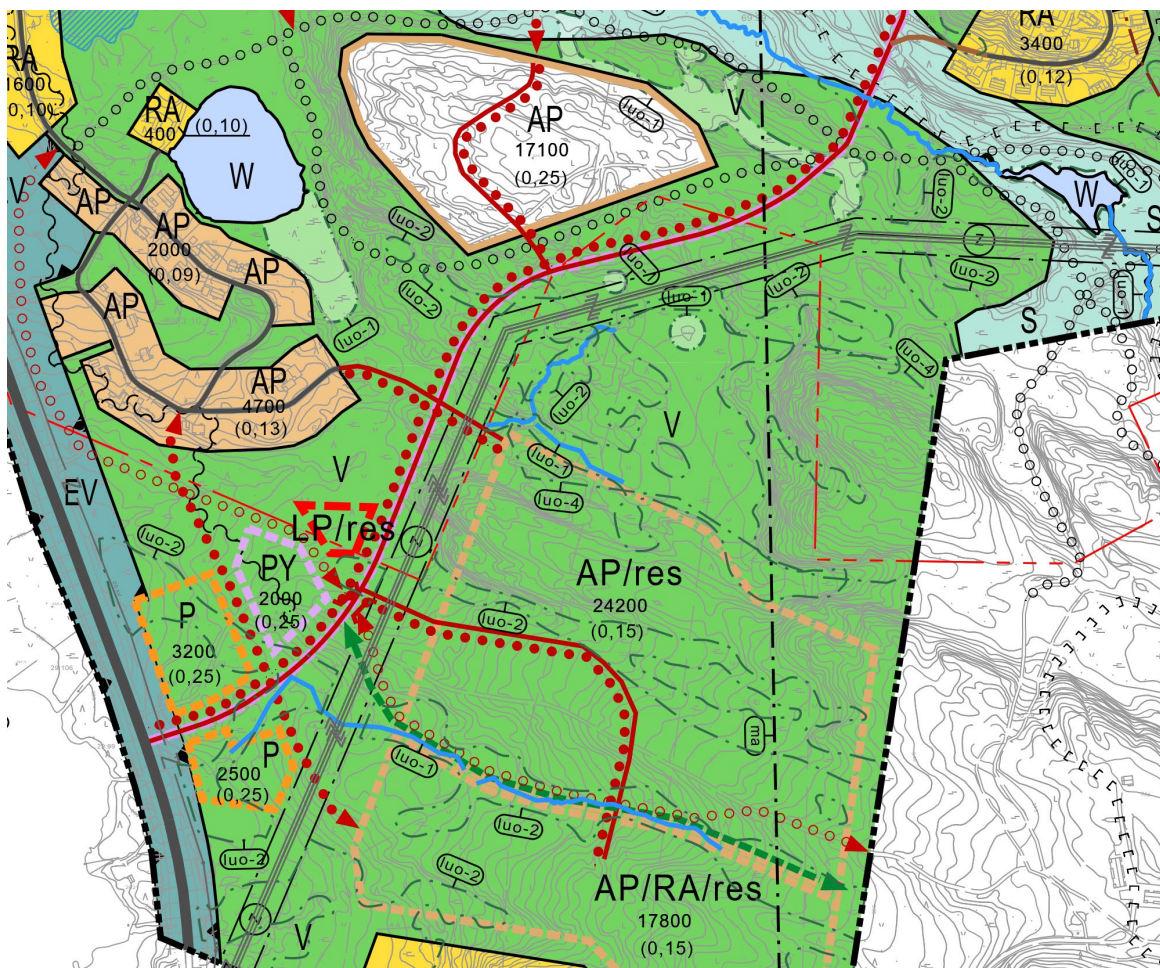 RA
1600
(0,10)
RA
400
(0,10)
W
AP
17100
(0,25)
luo-1
V
RA
3400
(0,12)
luo-1
W
luo-2
S
V
AP
AP
2000
(0,09)
AP
luo-2
luo-2
luo-1
luo-2
luo-1
luo-2
Z
luo-2
luo-1
S
AP
luo-1
luo-4
AP
4700
(0,13)
luo-2
V
luo-1
luo-4
V
EV
LP/res
Z
luo-2
PY
2000
(0,25)
AP/res
24200
(0,15)
P
3200
(0,25)
luo-2
ma
P
2500
(0,25)
luo-1
luo-2
luo-2
luo-2
AP/RA/res
17800
(0,15)
Z
V